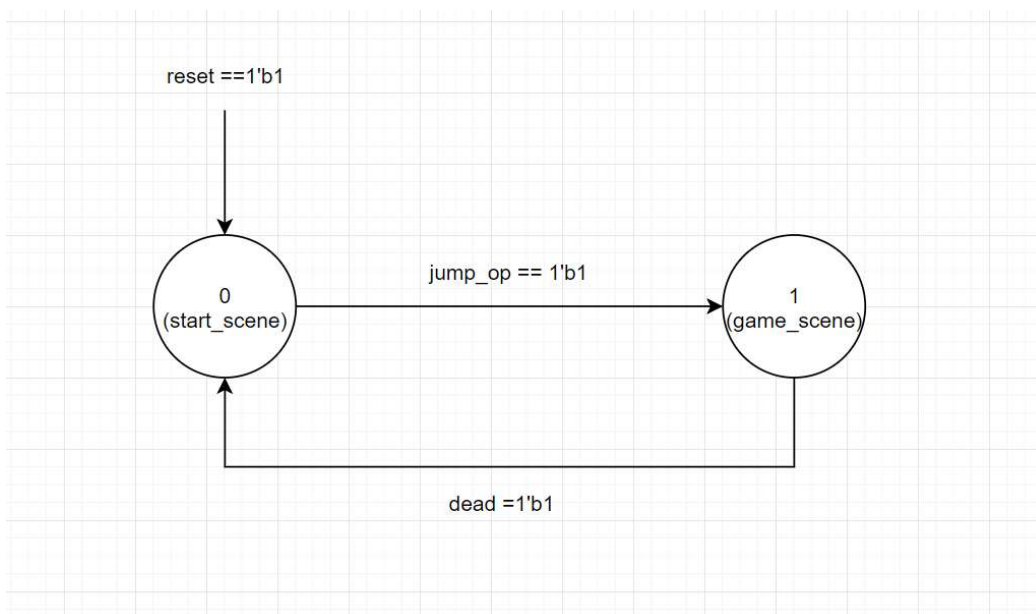 reset ==1'b1
jump_op == 1'b1
0
(start_scene)
1
(game_scene)
dead =1'b1